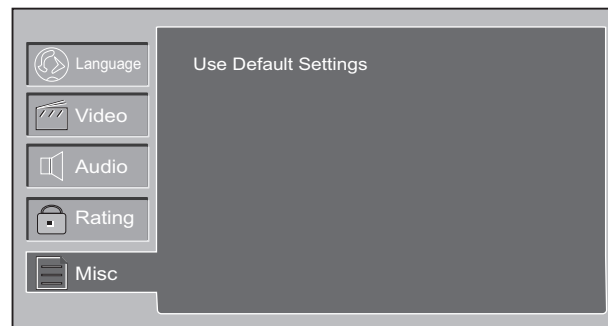 Language
Use Default Settings
Video
Audio
Rating
Misc